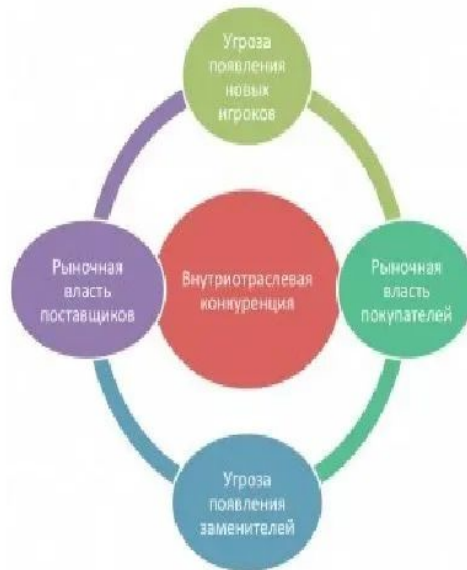 Угроза
появления
новых
игроков
Рыночная
власть
поставщиков
Внутриотраслевая
конкуренция
Рыночная
власть
покупателей
Угроза
появления
заменителей